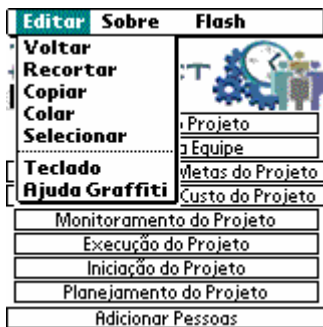 Editar Sobre Flash
Voltar
Recortar
Copiar
Colar
Selecionar
Teclado
Ajuda Graffiti
Projeto
a Equipe
Metas do Projeto
Custo do Projeto
Monitoramento do Projeto
Execução do Projeto
Iniciação do Projeto
Planejamento do Projeto
Adicionar Pessoas